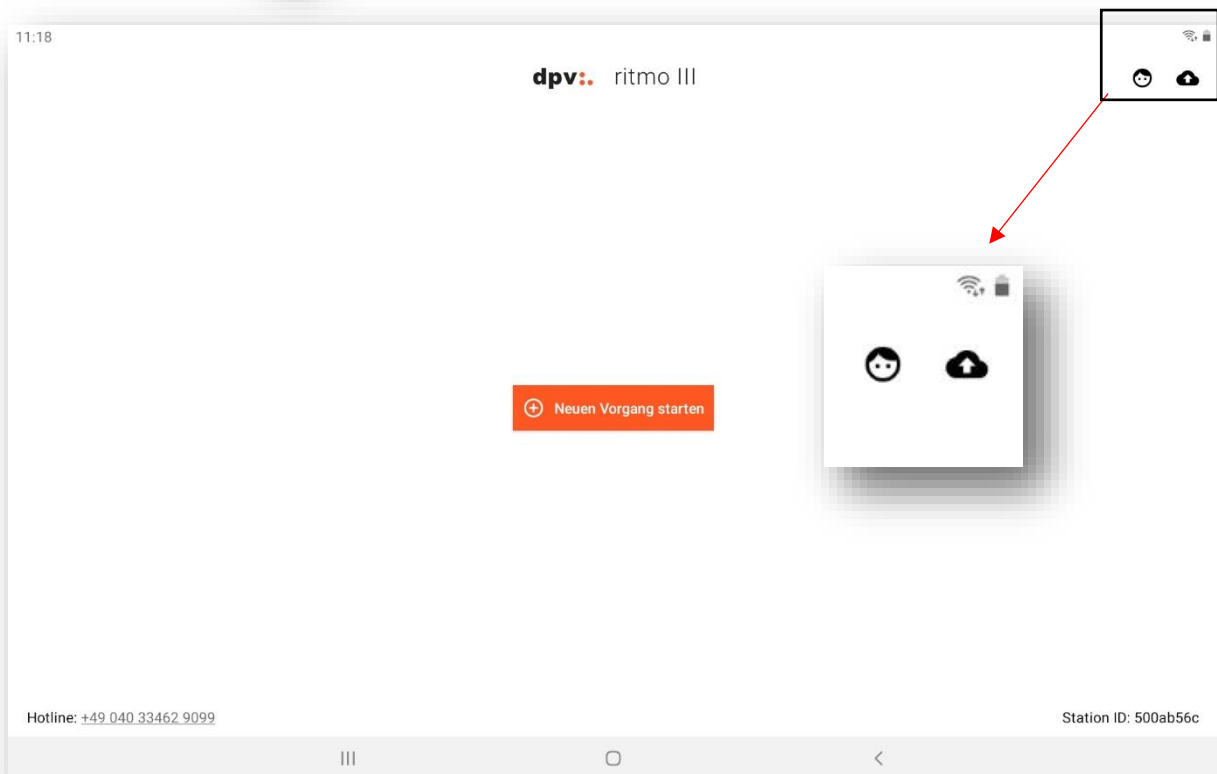 11:18
dpv:. ritmo III
Neuen Vorgang starten
Hotline: +49 040 33462 9099
Station ID: 500ab56c